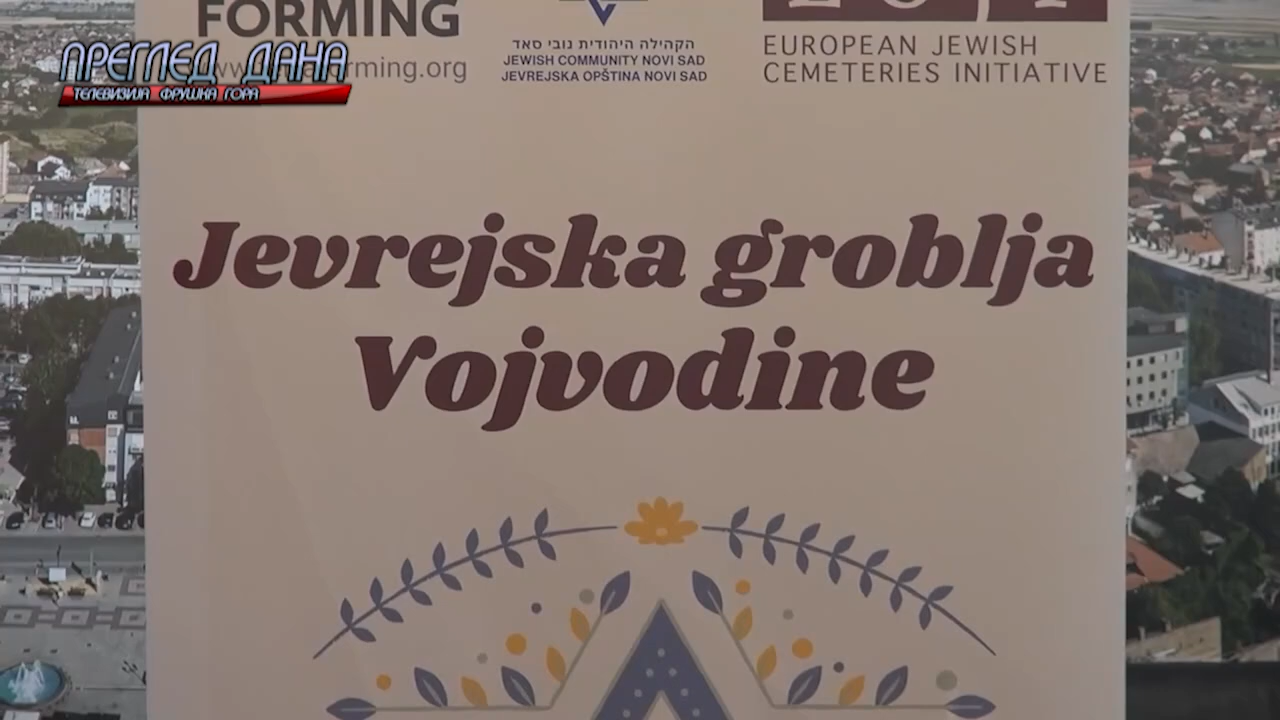 FORMING
ПРЕГЛЕД ДАНА
ТЕЛЕВИЗИЈА ФРУШКА ГОРА
הקהילה היהודית נובי סאד
JEWISH COMMUNITY NOVI SAD
JEVREJSKA OPŠTINA NOVI SAD
EUROPEAN JEWISH
CEMETERIES INITIATIVE
Jevrejska groblja
Vojvodine